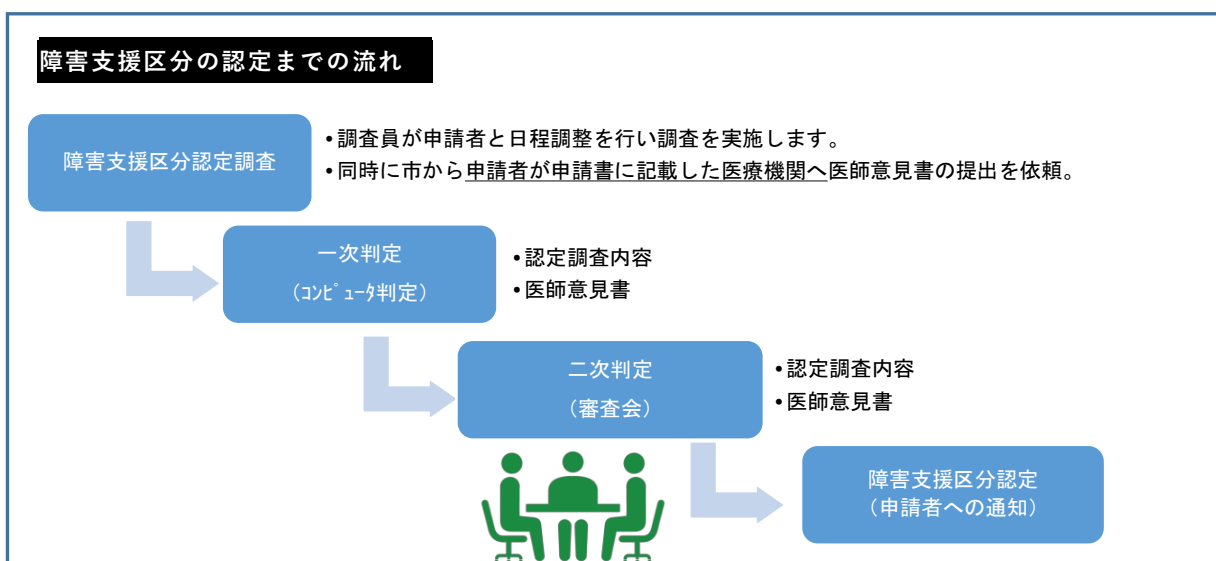 障害支援区分の認定までの流れ
障害支援区分認定調査
•調査員が申請者と日程調整を行い調査を実施します。
•同時に市から申請者が申請書に記載した医療機関へ医師意見書の提出を依頼。
一次判定
（ｺﾝﾋﾟｭｰﾀ判定）
•認定調査内容
•医師意見書
二次判定
（審査会）
•認定調査内容
•医師意見書
障害支援区分認定
（申請者への通知）